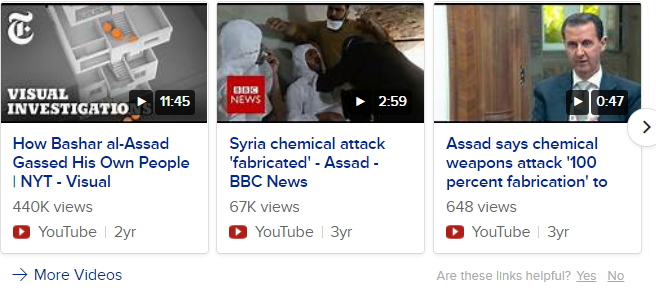 VISUAL
INVESTIGATIO
11:45
How Bashar al-Assad
Gassed His Own People
| NYT - Visual
440K views
YouTube | 2yr
BBC
NEWS
2:59
Syria chemical attack
'fabricated' - Assad -
BBC News
67K views
YouTube | 3yr
0:47
Assad says chemical
weapons attack '100
percent fabrication' to
648 views
YouTube | 3yr
More Videos
Are these links helpful? Yes No